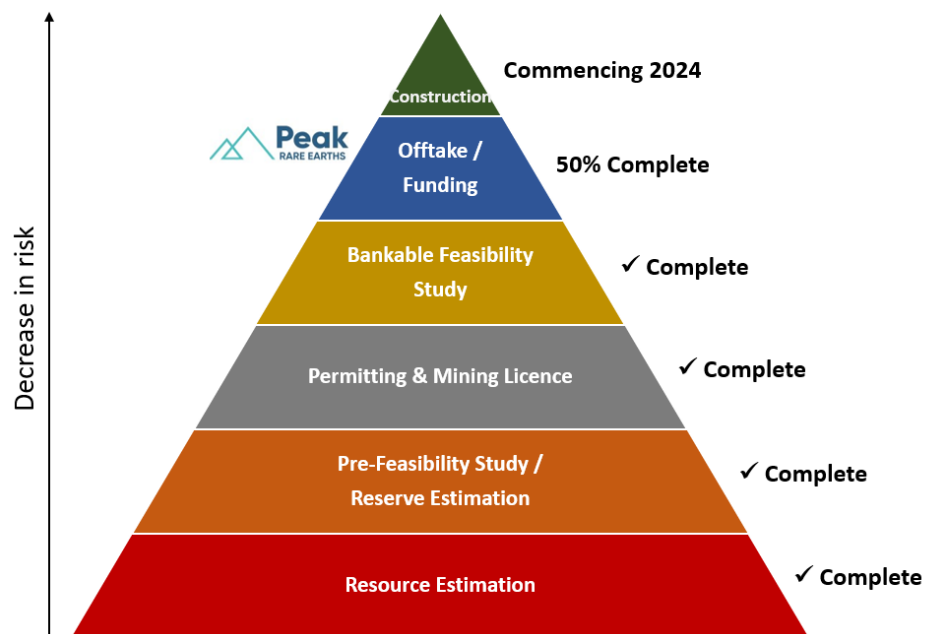 Construction
Commencing 2024
Peak
RARE EARTHS
Offtake /
Funding
50% Complete
Bankable Feasibility
Study
✓ Complete
Permitting & Mining Licence
✓ Complete
Pre-Feasibility Study /
Reserve Estimation
✓ Complete
Resource Estimation
✓ Complete
Decrease in risk